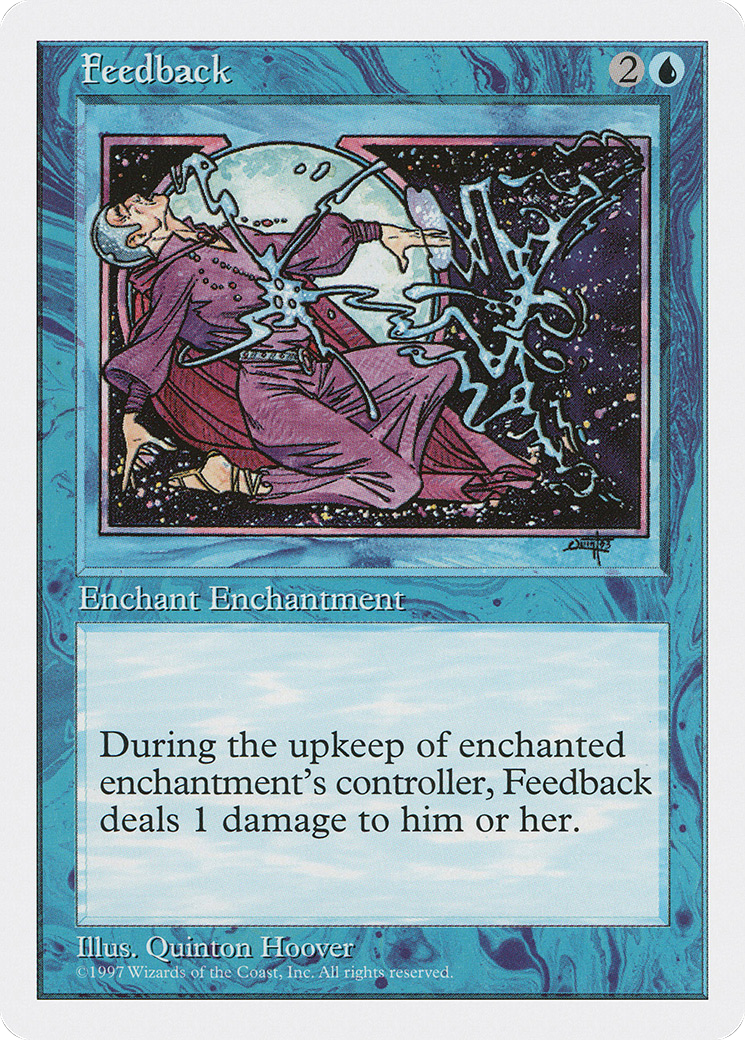 Feedback 2
Enchant Enchantment
During the upkeep of enchanted
enchantment's controller, Feedback
deals 1 damage to him or her.
Illus. Quinton Hoover
©1997 Wizards of the Coast, Inc. All rights reserved.